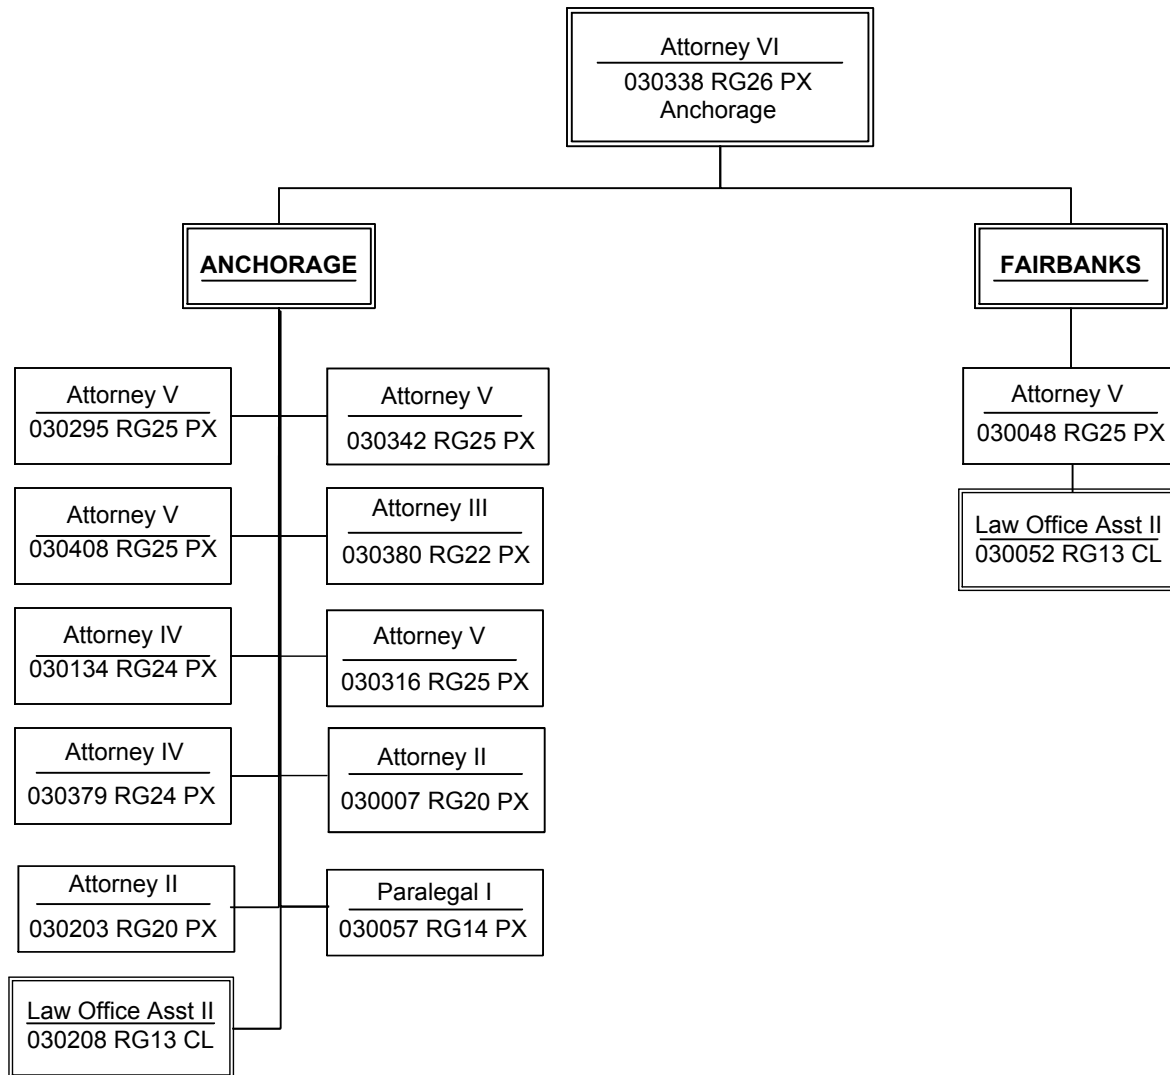 Attorney VI
030338 RG26 PX
Anchorage
ANCHORAGE
FAIRBANKS
Attorney V
030295 RG25 PX
Attorney V
030342 RG25 PX
Attorney V
030048 RG25 PX
Attorney V
030408 RG25 PX
Attorney III
030380 RG22 PX
Law Office Asst II
030052 RG13 CL
Attorney IV
030134 RG24 PX
Attorney V
030316 RG25 PX
Attorney IV
030379 RG24 PX
Attorney II
030007 RG20 PX
Attorney II
030203 RG20 PX
Paralegal I
030057 RG14 PX
Law Office Asst II
030208 RG13 CL